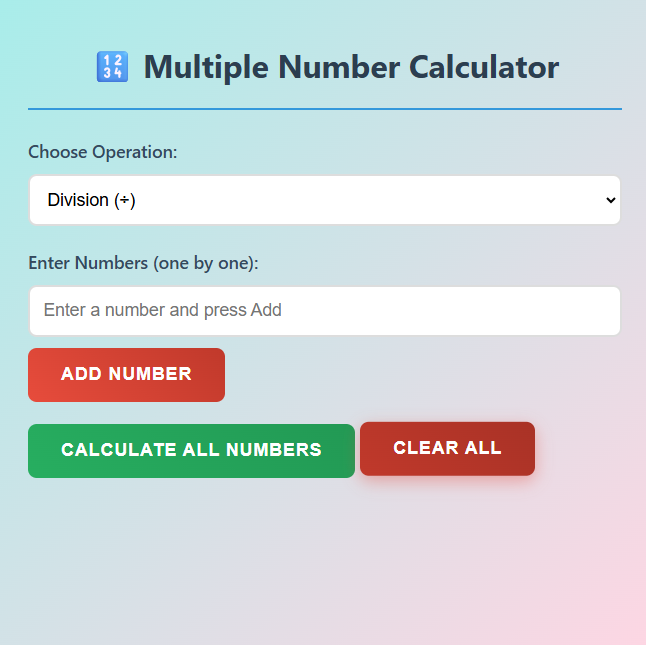 🔢 Multiple Number Calculator
Choose Operation:
Division (÷)
Enter Numbers (one by one):
Enter a number and press Add
ADD NUMBER
CALCULATE ALL NUMBERS CLEAR ALL